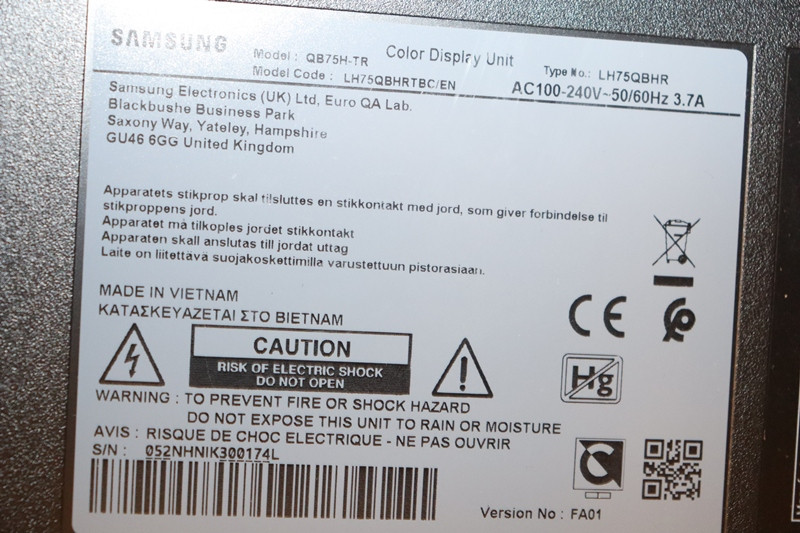 SAMSUNG
Color Display Unit
Model : QB75H-TR
Type No.: LH75QBHR
Model Code : LH75QBHRTBC/EN
AC100-240V~50/60Hz 3.7A
Samsung Electronics (UK) Ltd, Euro QA Lab.
Blackbushe Business Park
Saxony Way, Yateley, Hampshire
GU46 6GG United Kingdom
Apparatets stikprop skal tilsluttes en stikkontakt med jord, som giver forbindelse til
stikproppens jord.
Apparatet må tilkoples jordet stikkontakt
Apparaten skall anslutas till jordat uttag
Laite on liitettävä suojakoskettimilla varustettuun pistorasiaan.
MADE IN VIETNAM
ΚΑΤΑΣΚΕΥΑΖΕΤΑΙ ΣΤΟ ΒΙΕΤΝΑΜ
CE
CAUTION
RISK OF ELECTRIC SHOCK
DO NOT OPEN
Hg
WARNING : TO PREVENT FIRE OR SHOCK HAZARD
DO NOT EXPOSE THIS UNIT TO RAIN OR MOISTURE
AVIS : RISQUE DE CHOC ELECTRIQUE - NE PAS OUVRIR
S/N : 052NHNIK300174L
Version No : FA01